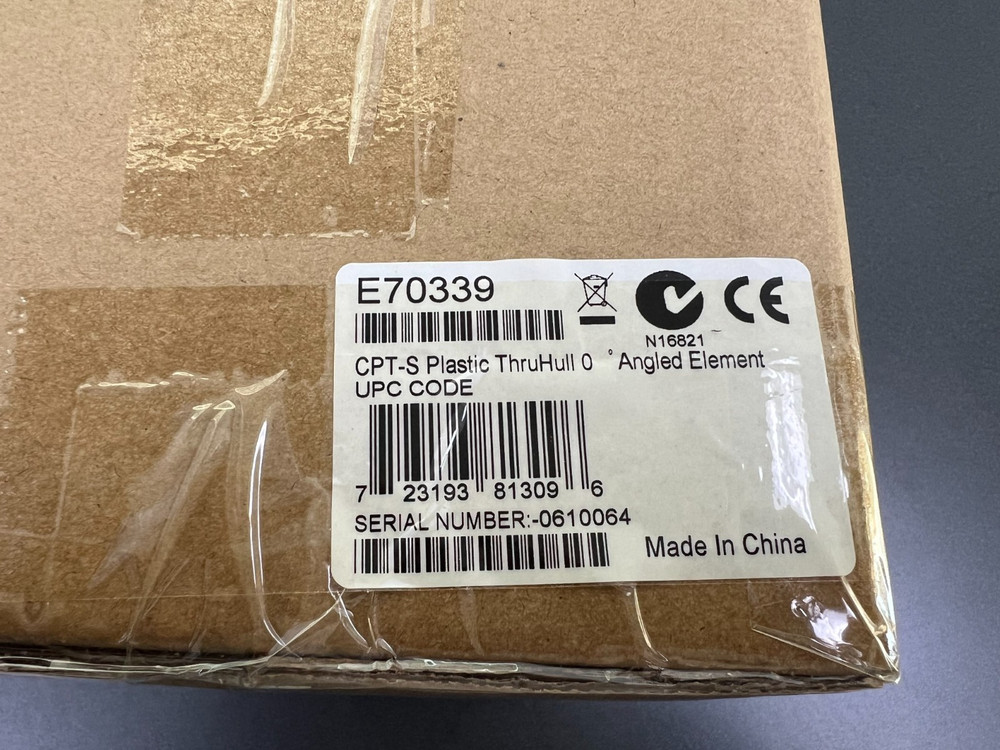 E70339
CE
N16821
CPT-S Plastic ThruHull 0 ° Angled Element
UPC CODE
7 23193 81309 6
SERIAL NUMBER:-0610064
Made In China